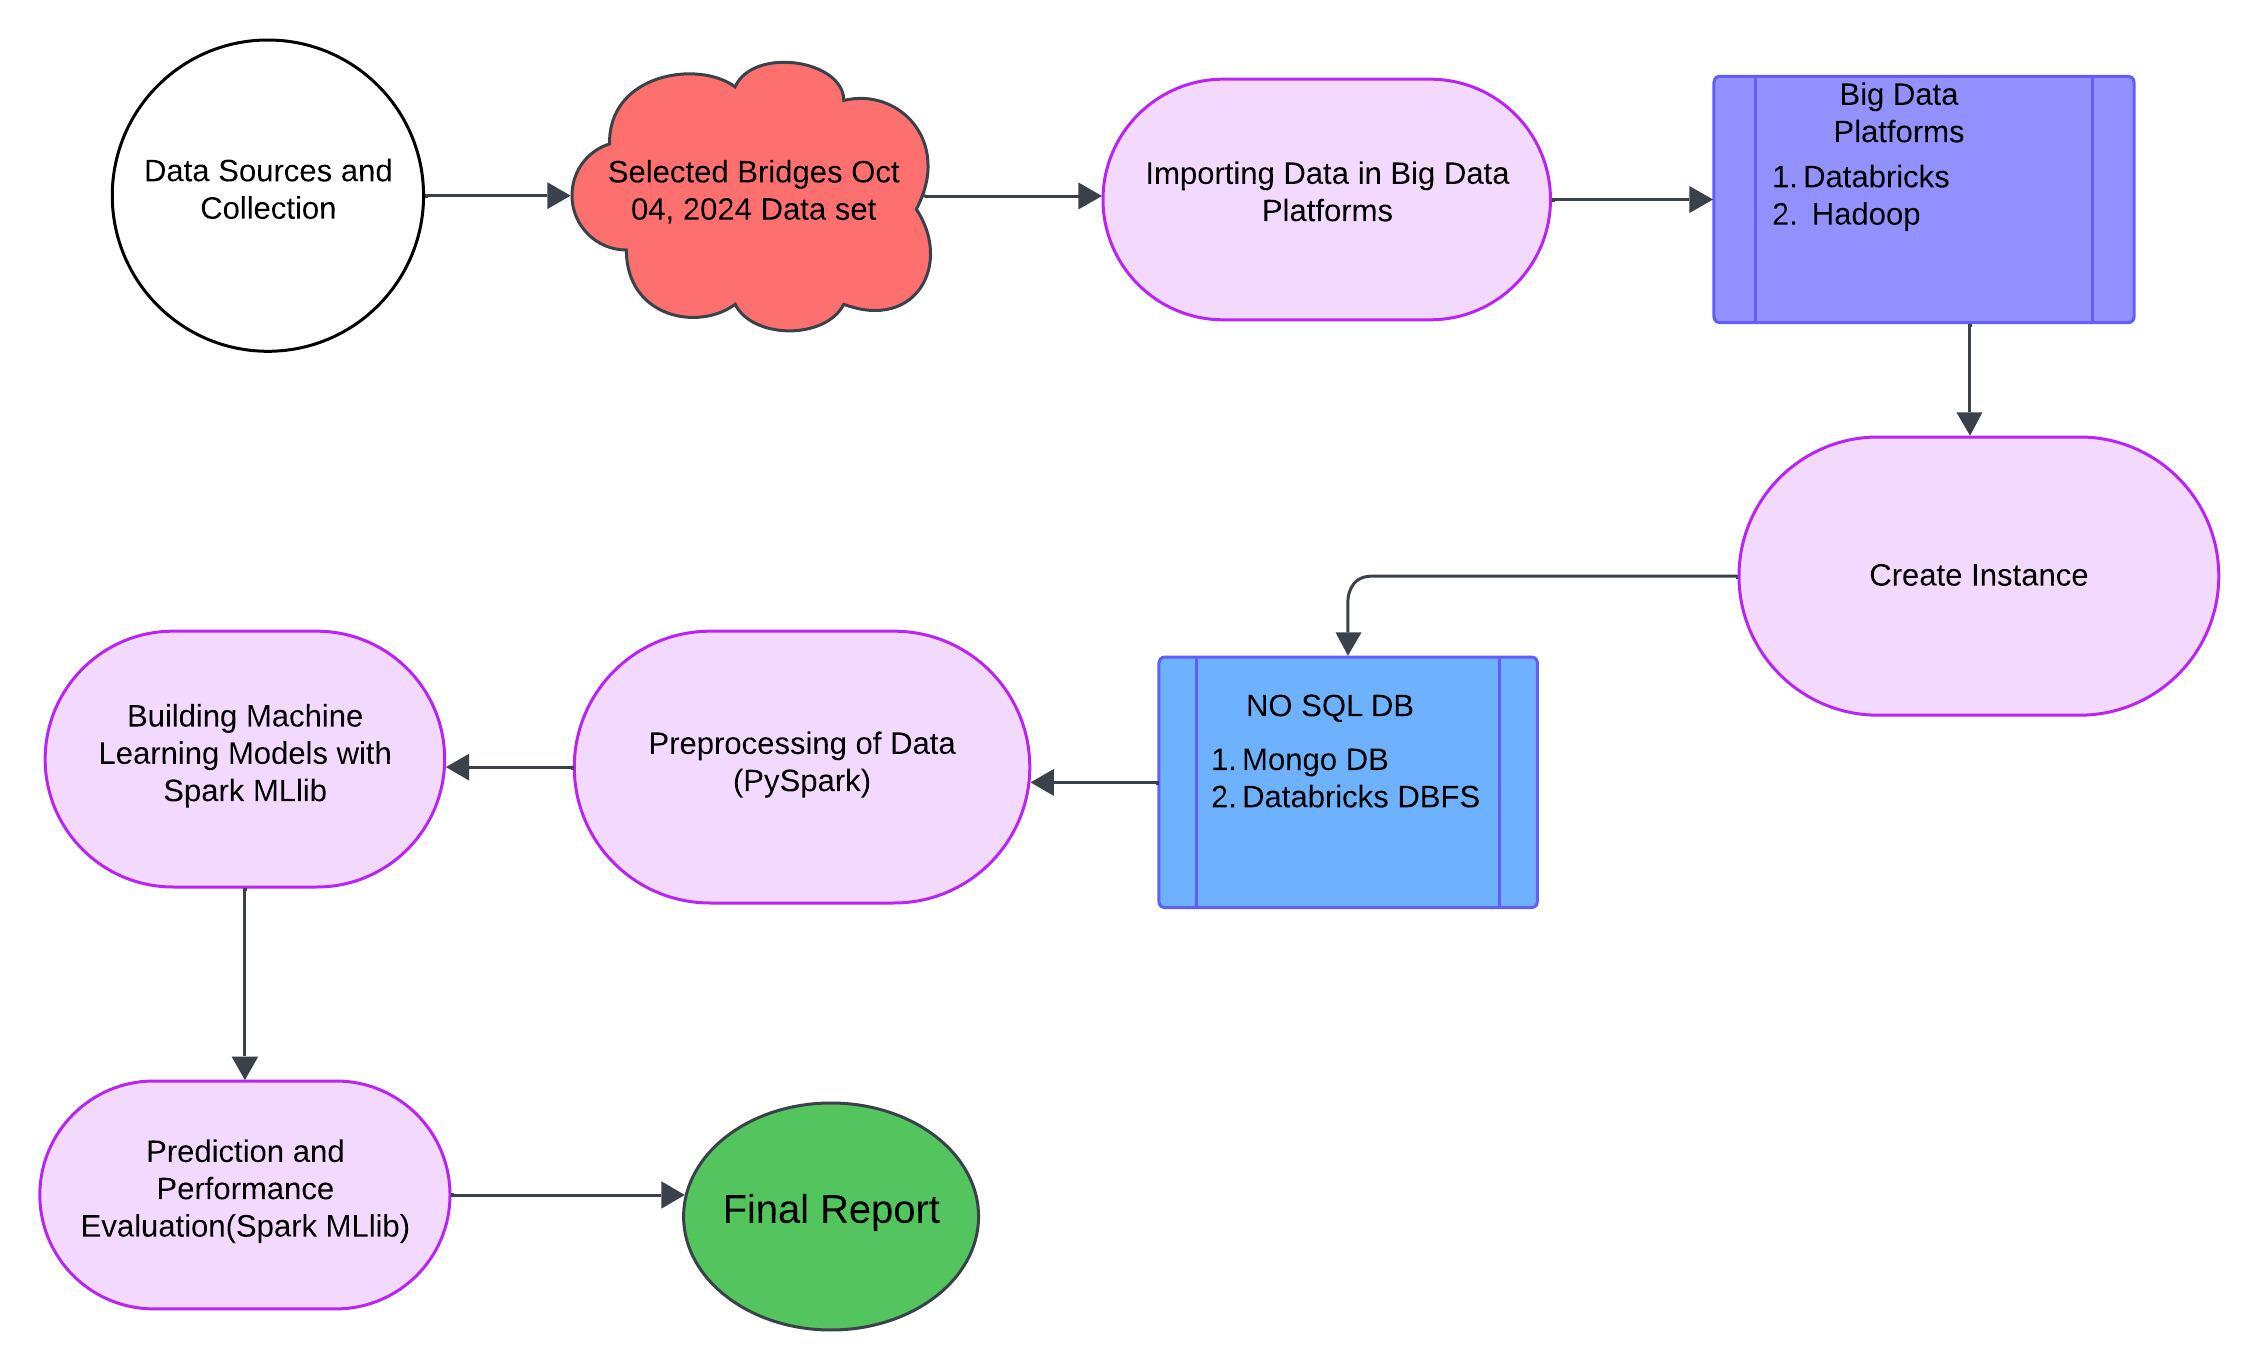 Data Sources and
Collection
Selected Bridges Oct
04, 2024 Data set
Importing Data in Big Data
Platforms
Big Data
Platforms
1. Databricks
2. Hadoop
Create Instance
NO SQL DB
1. Mongo DB
2. Databricks DBFS
Preprocessing of Data
(PySpark)
Building Machine
Learning Models with
Spark MLlib
Prediction and
Performance
Evaluation(Spark MLlib)
Final Report